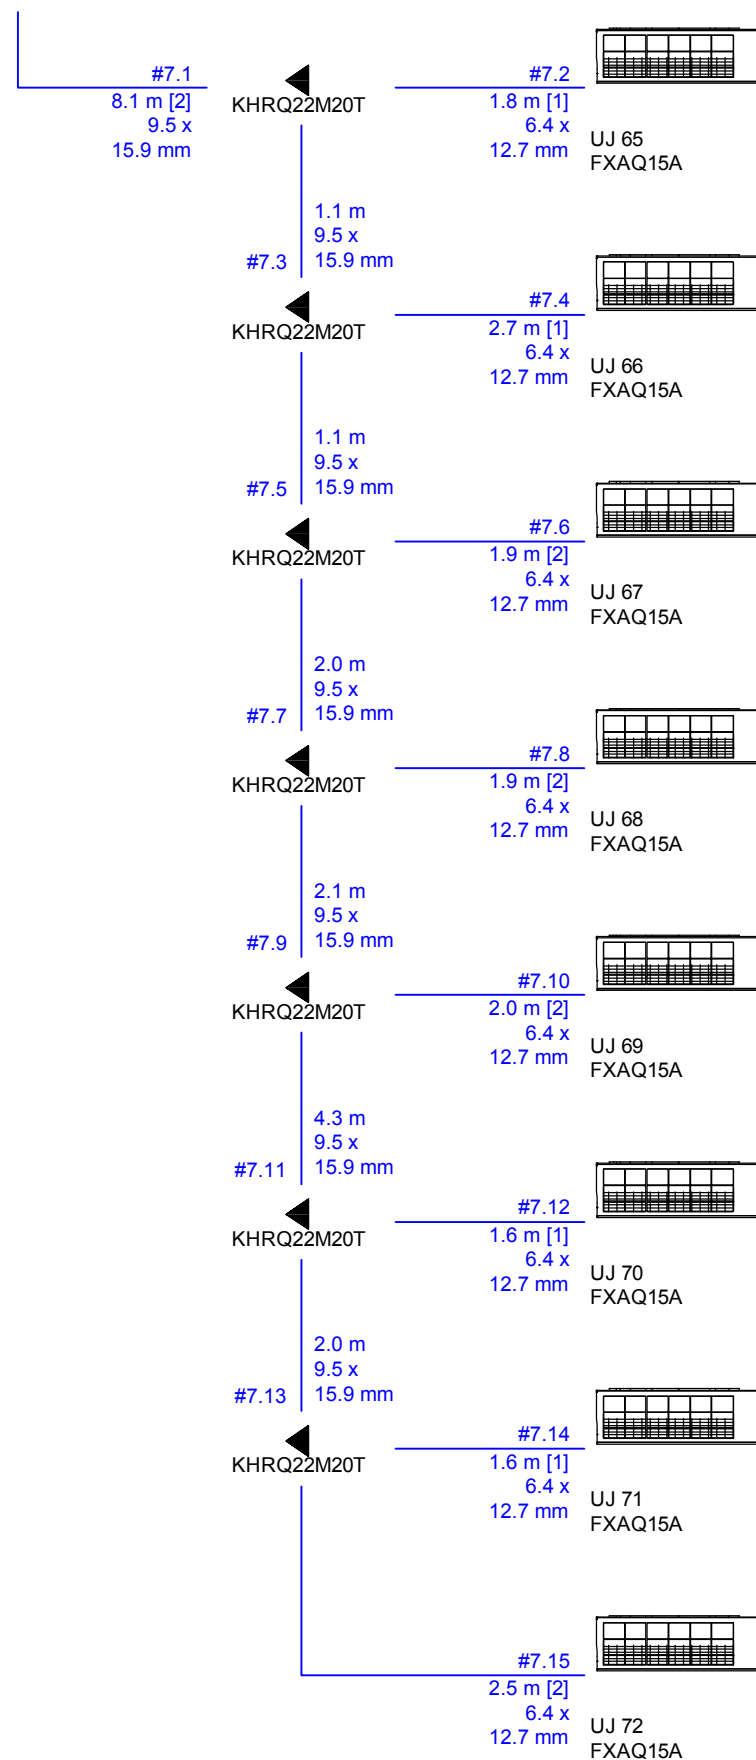 #7.1
8.1 m [2]
9.5 x
15.9 mm
KHRQ22M20T
#7.2
1.8 m [1]
6.4 x
12.7 mm
UJ 65
FXAQ15A
1.1 m
9.5 x
#7.3
15.9 mm
KHRQ22M20T
#7.4
2.7 m [1]
6.4 x
12.7 mm
UJ 66
FXAQ15A
1.1 m
9.5 x
#7.5
15.9 mm
KHRQ22M20T
#7.6
1.9 m [2]
6.4 x
12.7 mm
UJ 67
FXAQ15A
2.0 m
9.5 x
#7.7
15.9 mm
KHRQ22M20T
#7.8
1.9 m [2]
6.4 x
12.7 mm
UJ 68
FXAQ15A
2.1 m
9.5 x
#7.9
15.9 mm
KHRQ22M20T
#7.10
2.0 m [2]
6.4 x
12.7 mm
UJ 69
FXAQ15A
4.3 m
9.5 x
#7.11
15.9 mm
KHRQ22M20T
#7.12
1.6 m [1]
6.4 x
12.7 mm
UJ 70
FXAQ15A
2.0 m
9.5 x
#7.13
15.9 mm
KHRQ22M20T
#7.14
1.6 m [1]
6.4 x
12.7 mm
UJ 71
FXAQ15A
#7.15
2.5 m [2]
6.4 x
12.7 mm
UJ 72
FXAQ15A